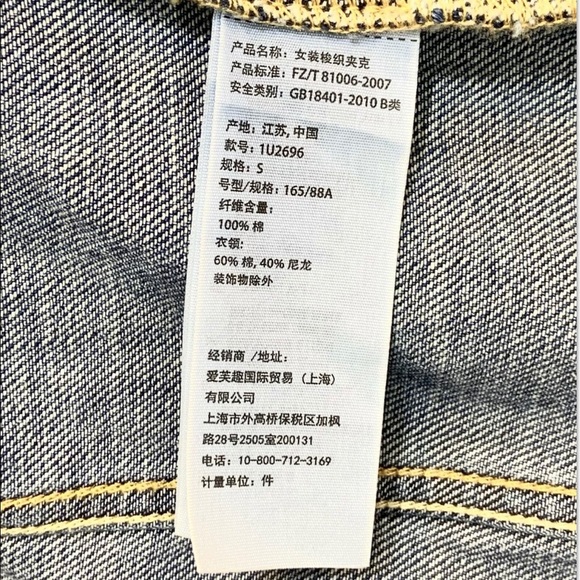 产品名称: 女装梭织夹克
产品标准: FZ/T 81006-2007
安全类别: GB18401-2010 B类
产地: 江苏, 中国
款号: 1U2696
规格: S
号型/规格: 165/88A
纤维含量:
100% 棉
衣领:
60% 棉, 40% 尼龙
装饰物除外
经销商 /地址:
爱芙趣国际贸易 (上海)
有限公司
上海市外高桥保税区加枫
路28号2505室200131
电话: 10-800-712-3169
计量单位: 件